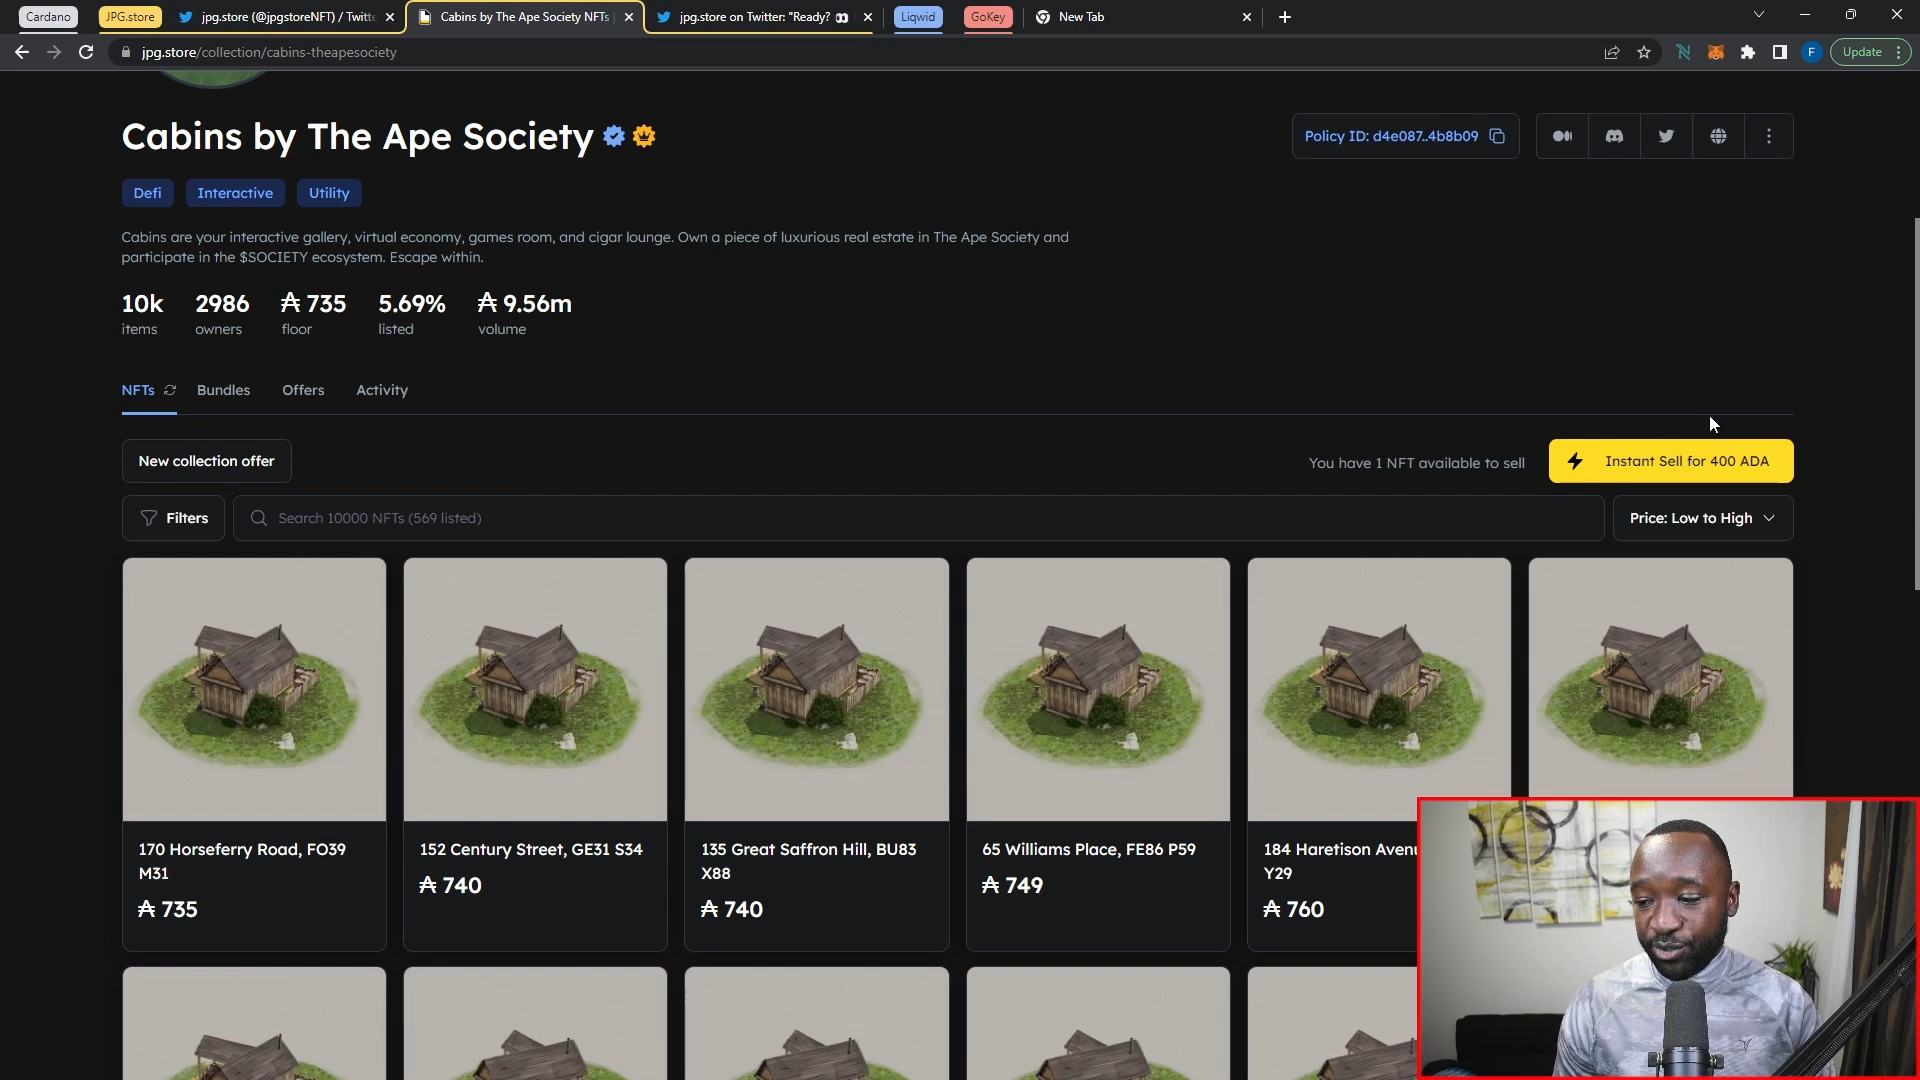 Cardano
JPG.store
jpg.store (@jpgstoreNFT) / Twitt
Cabins by The Ape Society NFTs
jpg.store on Twitter: "Ready?
Liqwid
GoKey
New Tab
jpg.store/collection/cabins-theapesociety
F
Update
Cabins by The Ape Society
Policy ID: d4e087..4b8b09
Defi
Interactive
Utility
Cabins are your interactive gallery, virtual economy, games room, and cigar lounge. Own a piece of luxurious real estate in The Ape Society and
participate in the $SOCIETY ecosystem. Escape within.
10k
2986
₳ 735
5.69%
₳ 9.56m
items
owners
floor
listed
volume
NFTs
Bundles
Offers
Activity
New collection offer
You have 1 NFT available to sell
Instant Sell for 400 ADA
Filters
Search 10000 NFTs (569 listed)
Price: Low to High
170 Horseferry Road, FO39
M31
₳ 735
152 Century Street, GE31 S34
₳ 740
135 Great Saffron Hill, BU83
X88
₳ 740
65 Williams Place, FE86 P59
₳ 749
184 Haretison Avenu
Y29
₳ 760